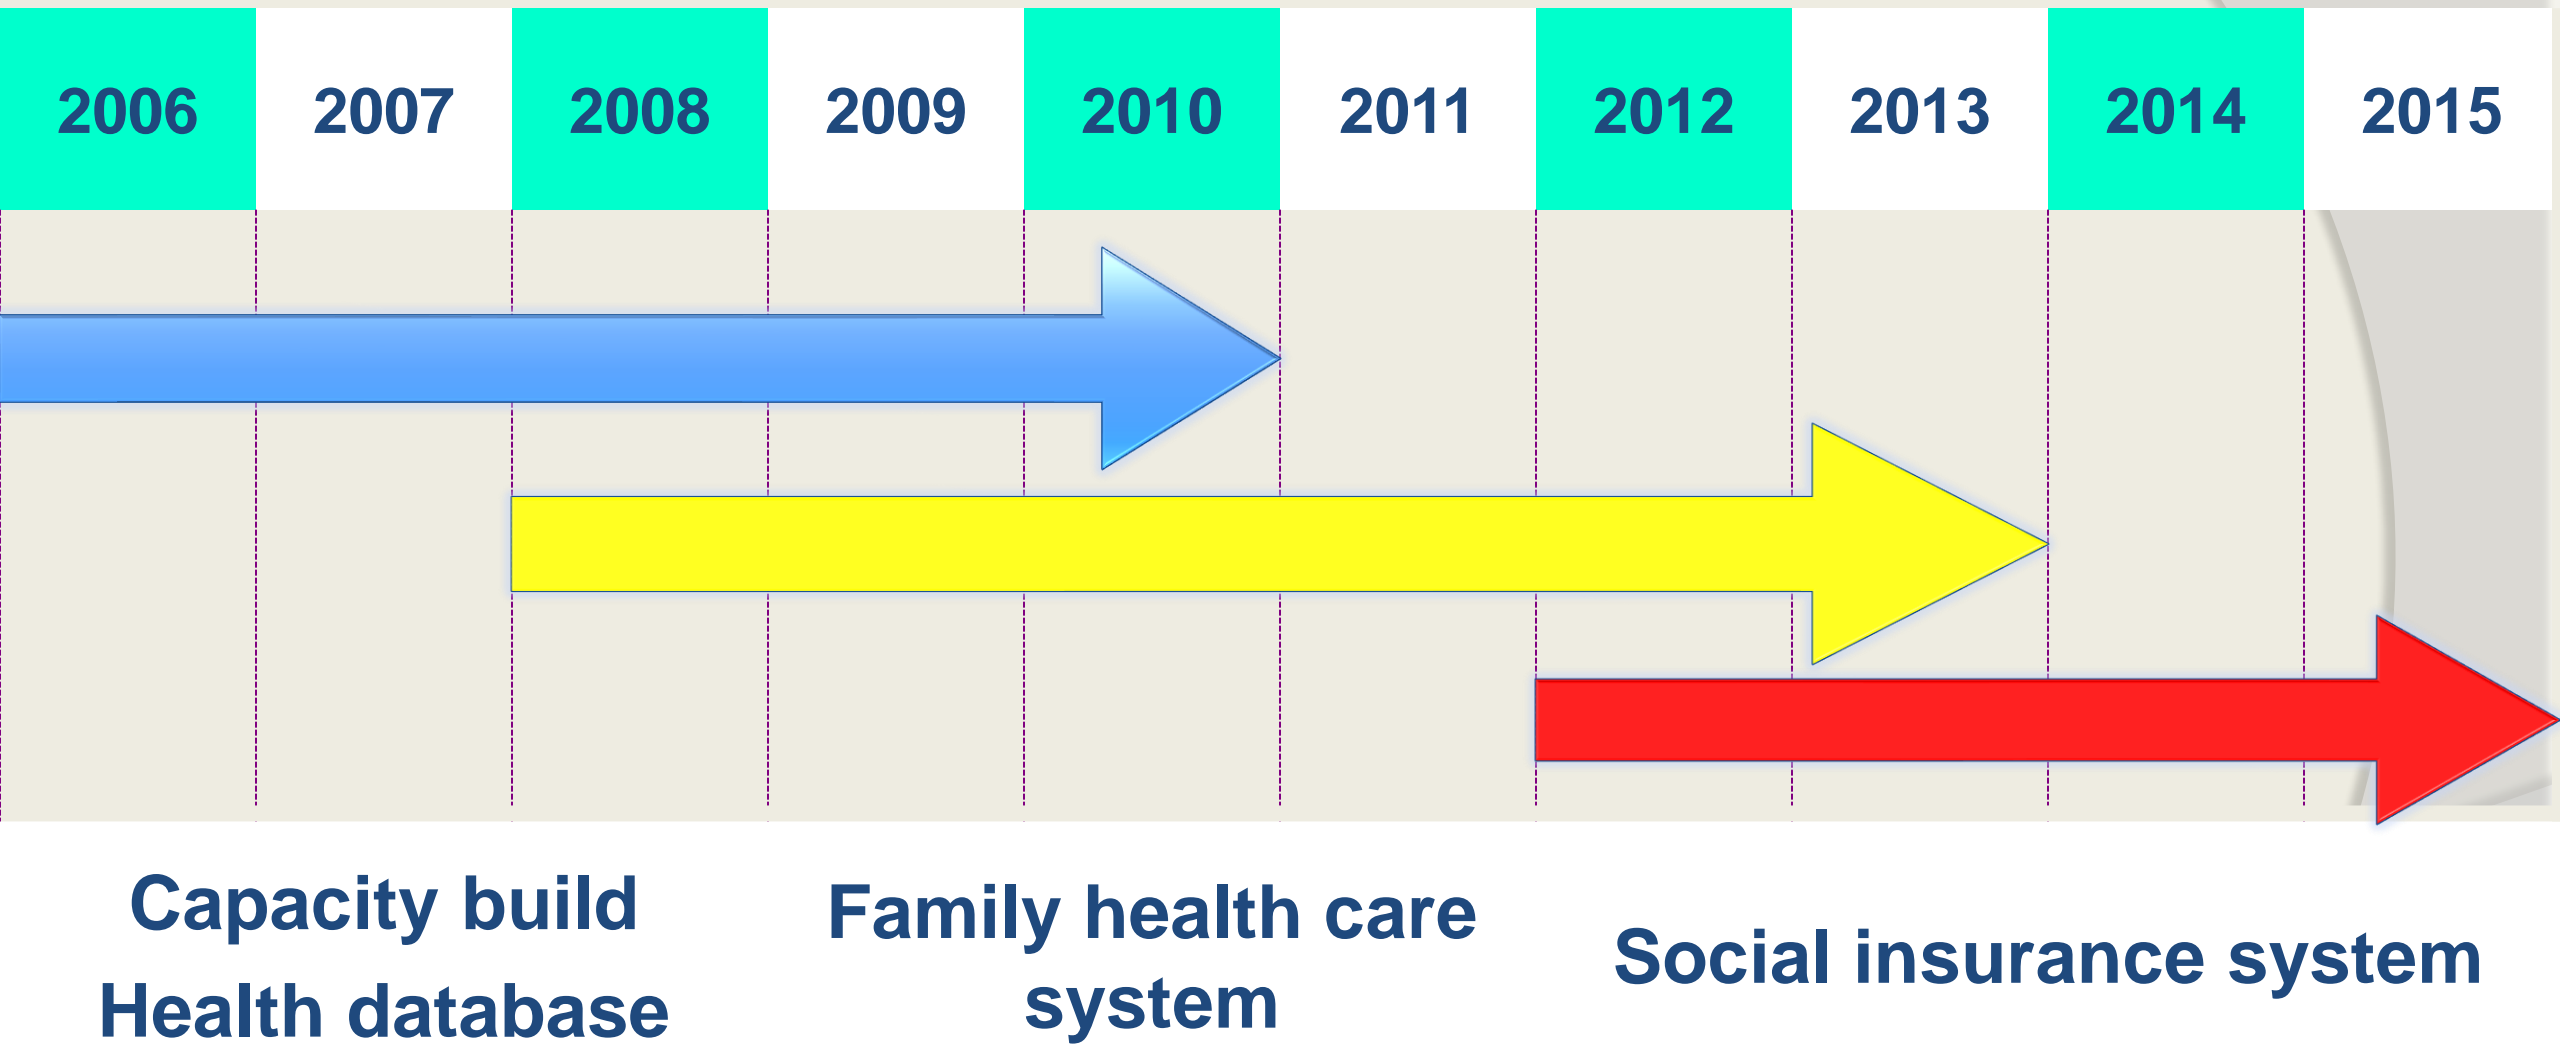 2006 2007 2008 2009 2010 2011 2012 2013 2014 2015
Capacity build
Health database
Family health care
system
Social insurance system